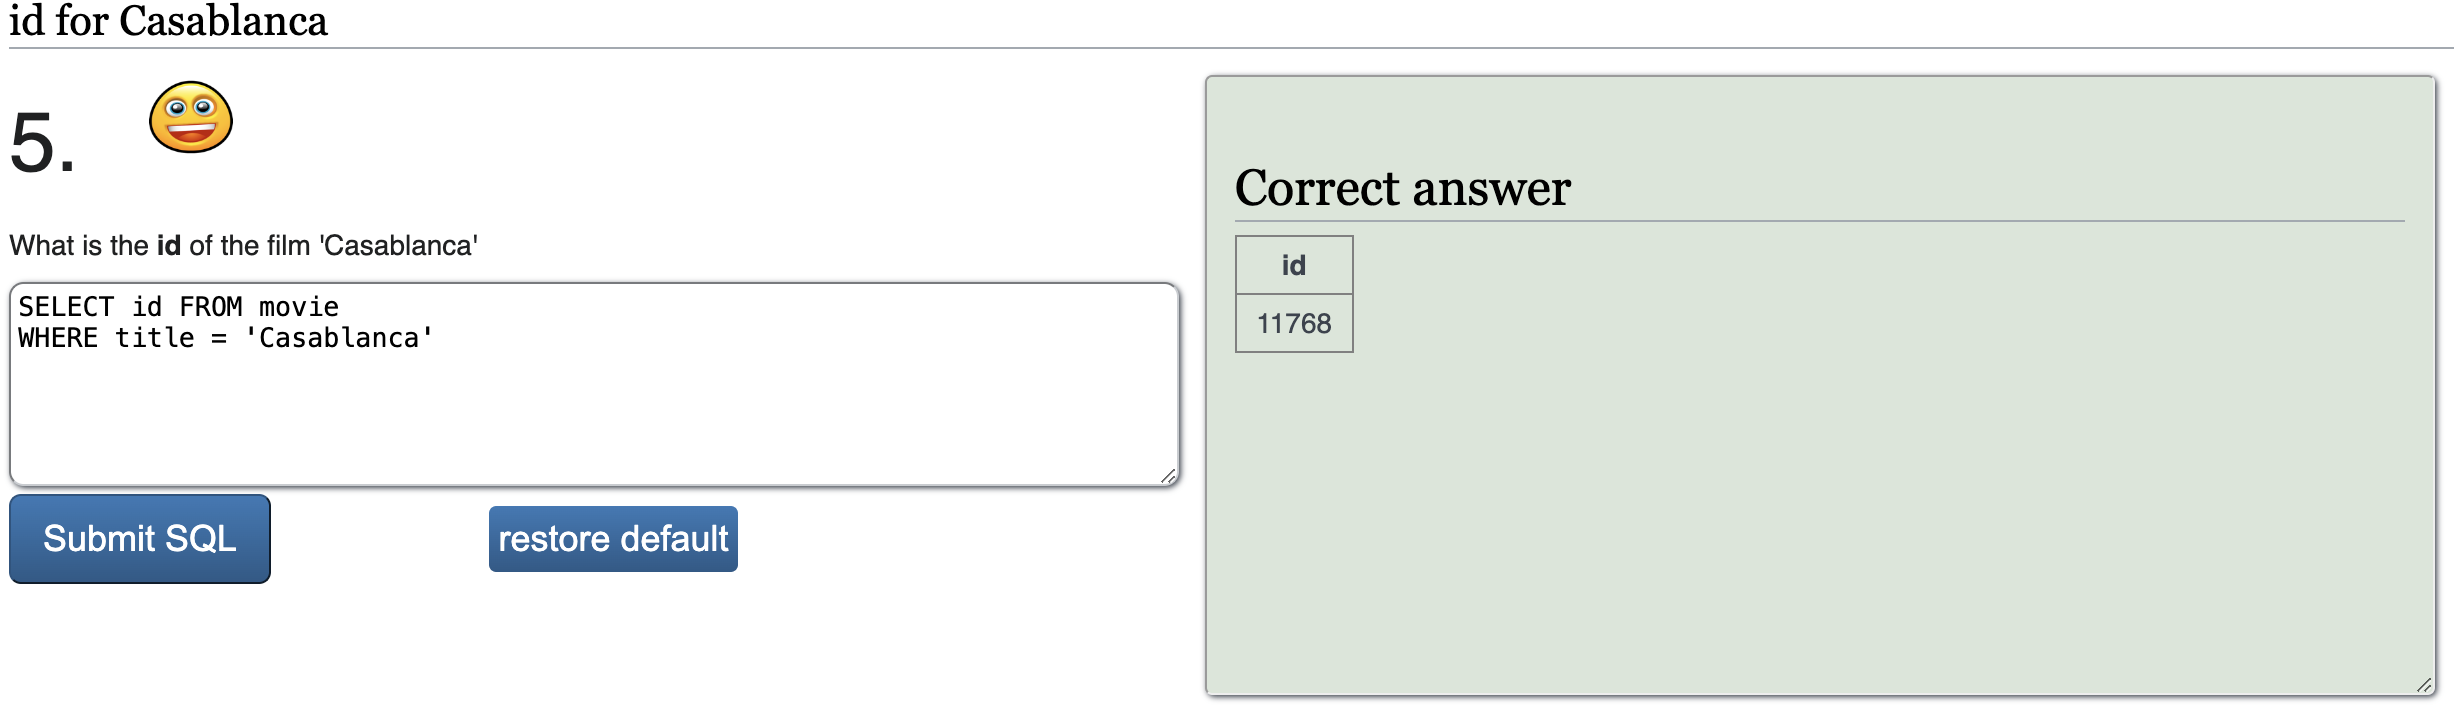 id for Casablanca
5.
What is the id of the film 'Casablanca'
SELECT id FROM movie
WHERE title = 'Casablanca'
Submit SQL
restore default
Correct answer
id
11768